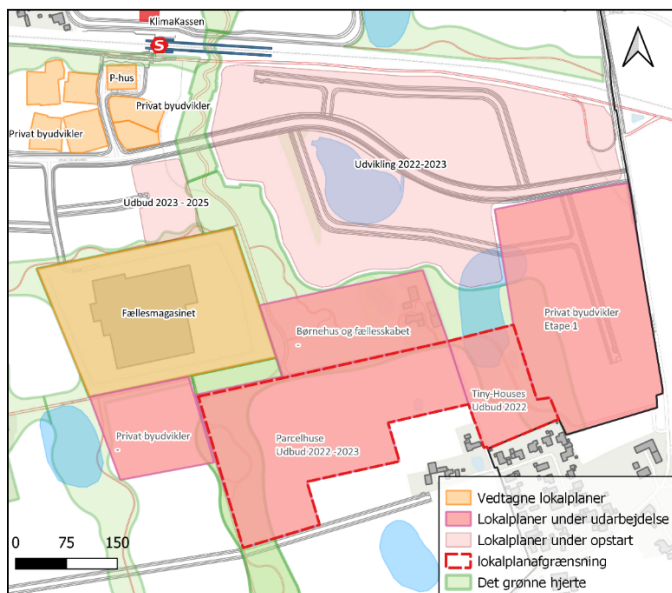 KlimaKassen
S
P-hus
Privat byudvikler
Privat byudvikler
Udvikling 2022-2023
Udbud 2023 - 2025
Fællesmagasinet
Børnehus og fællesskabet
-
Privat byudvikler
Etape 1
Tiny-Houses
Udbud 2022
Privat byudvikler
-
Parcelhuse
Udbud 2022 -2023
Vedtagne lokalplaner
Lokalplaner under udarbejdelse
Lokalplaner under opstart
lokalplanafgrænsning
Det grønne hjerte
0 75 150